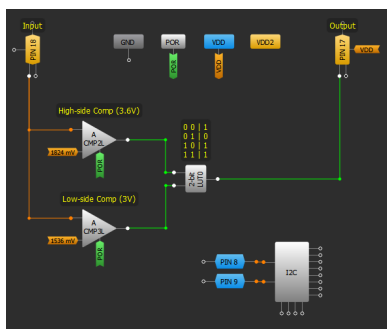 Input
Output
PIN 18
GND
POR
VDD
VDD2
PIN 17
VDD
POR
VDD
High-side Comp (3.6V)
0 0 | 1
0 1 | 0
1 0 | 1
1 1 | 1
A
CMP2L
1824 mV
POR
2-bit
LUT0
Low-side Comp (3V)
A
CMP3L
1536 mV
POR
PIN 8
PIN 9
I2C